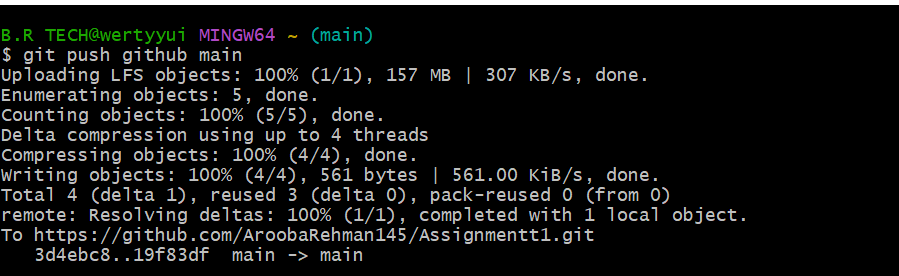 B.R TECH@wertyyui MINGW64 ~ (main)
$ git push github main
Uploading LFS objects: 100% (1/1), 157 MB | 307 KB/s, done.
Enumerating objects: 5, done.
Counting objects: 100% (5/5), done.
Delta compression using up to 4 threads
Compressing objects: 100% (4/4), done.
Writing objects: 100% (4/4), 561 bytes | 561.00 KiB/s, done.
Total 4 (delta 1), reused 3 (delta 0), pack-reused 0 (from 0)
remote: Resolving deltas: 100% (1/1), completed with 1 local object.
To https://github.com/AroobaRehman145/Assignmentt1.git
   3d4ebc8..19f83df  main -> main